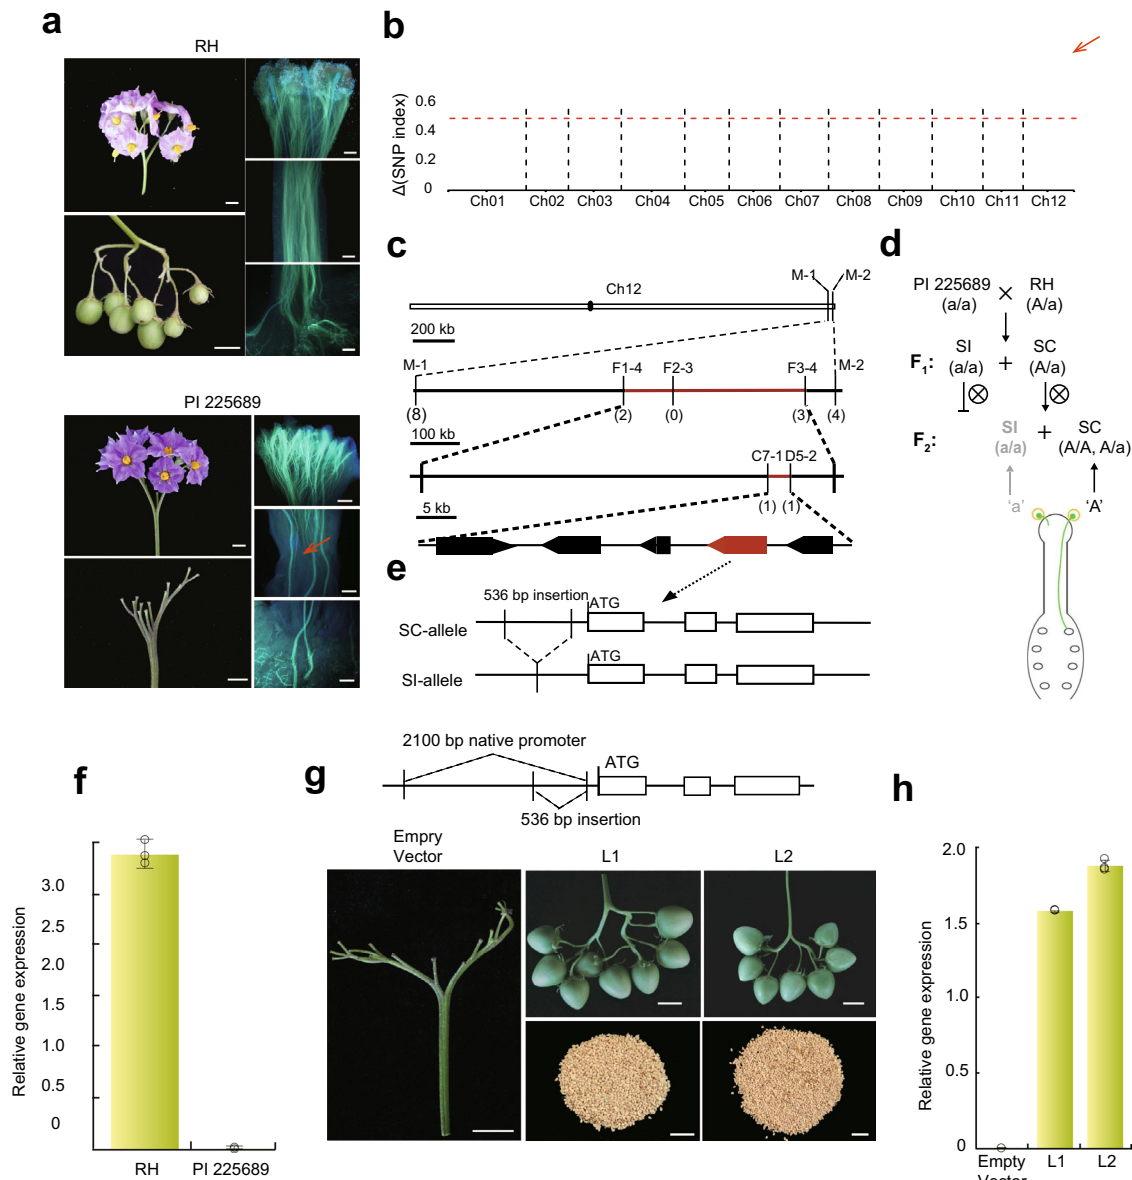 a
RH
PI 225689
b
Δ(SNP index)
0.6
0.4
0.2
0
Ch01 Ch02 Ch03 Ch04 Ch05 Ch06 Ch07 Ch08 Ch09 Ch10 Ch11 Ch12
c
Ch12
M-1
M-2
200 kb
M-1 F1-4 F2-3 F3-4 M-2
(8) (2) (0) (3) (4)
100 kb
C7-1 D5-2
5 kb
(1) (1)
d
PI 225689 × RH
(a/a) (A/a)
F1: SI + SC
(a/a) (A/a)
F2: SI + SC
(a/a) (A/A, A/a)
'a' 'A'
e
536 bp insertion
ATG
SC-allele
ATG
SI-allele
f
Relative gene expression
3.0
2.5
2.0
1.5
1.0
0.5
0
RH PI 225689
g
2100 bp native promoter
ATG
536 bp insertion
Empry
Vector
L1
L2
h
Relative gene expression
2.0
1.5
1.0
0.5
0
Empty
Vector
L1 L2